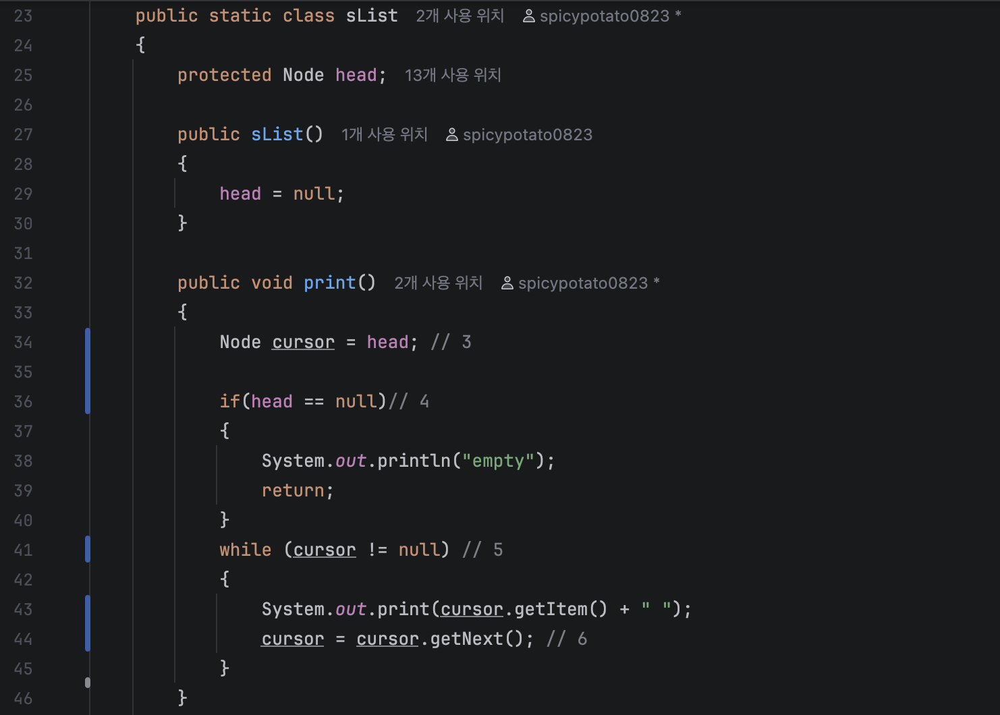 23 public static class sList 2개 사용 위치 spicypotato0823 *
24 {
25 protected Node head; 13개 사용 위치
26
27 public sList() 1개 사용 위치 spicypotato0823
28 {
29 head = null;
30 }
31
32 public void print() 2개 사용 위치 spicypotato0823 *
33 {
34 Node cursor = head; // 3
35
36 if(head == null)// 4
37 {
38 System.out.println("empty");
39 return;
40 }
41 while (cursor != null) // 5
42 {
43 System.out.print(cursor.getItem() + " ");
44 cursor = cursor.getNext(); // 6
45 }
46 }